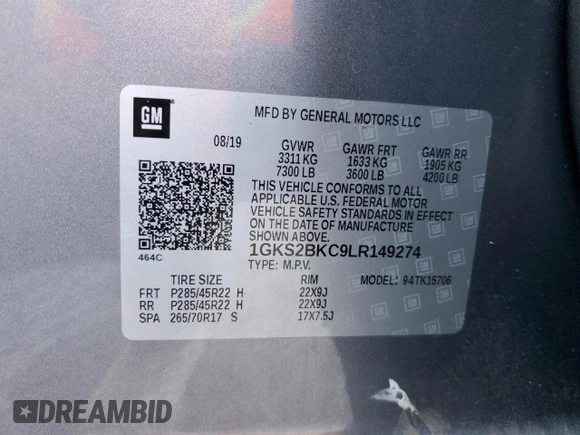 GM
MFD BY GENERAL MOTORS LLC
08/19 GVWR GAWR FRT GAWR RR
3311 KG 1633 KG 1905 KG
7300 LB 3600 LB 4200 LB
THIS VEHICLE CONFORMS TO ALL
APPLICABLE U.S. FEDERAL MOTOR
VEHICLE SAFETY STANDARDS IN EFFECT
ON THE DATE OF MANUFACTURE
SHOWN ABOVE.
464C
1GKS2BKC9LR149274
TYPE: M.P.V. MODEL: 94TK15706
TIRE SIZE RIM
FRT P285/45R22 H 22X9J
RR P285/45R22 H 22X9J
SPA 265/70R17 S 17X7.5J
DREAMBID